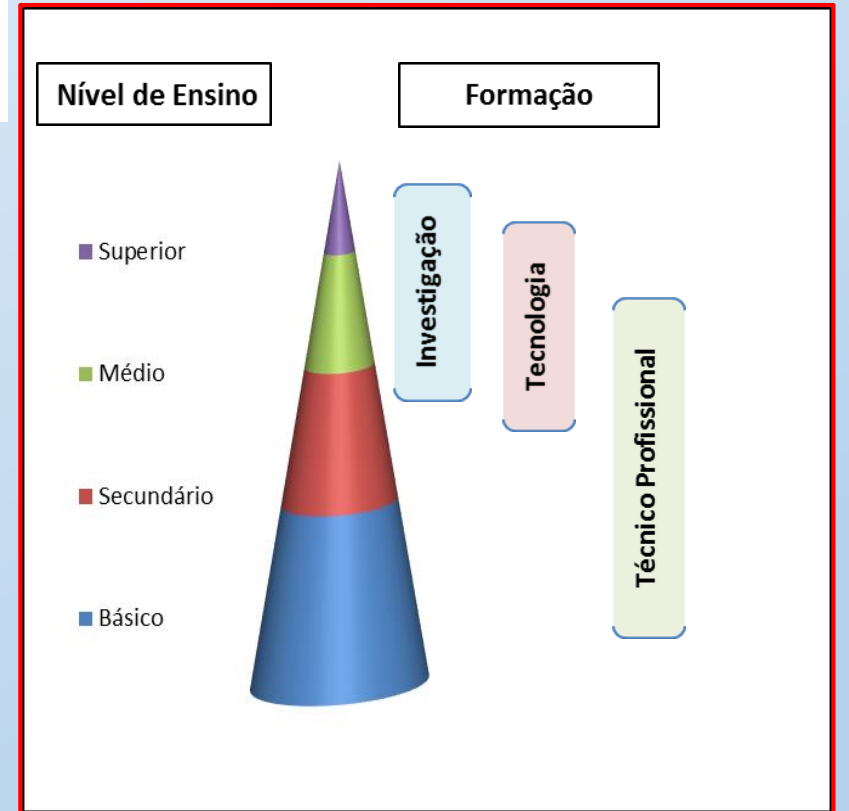 Nível de Ensino
Formação
Superior
Médio
Secundário
Básico
Investigação
Tecnologia
Técnico Profissional